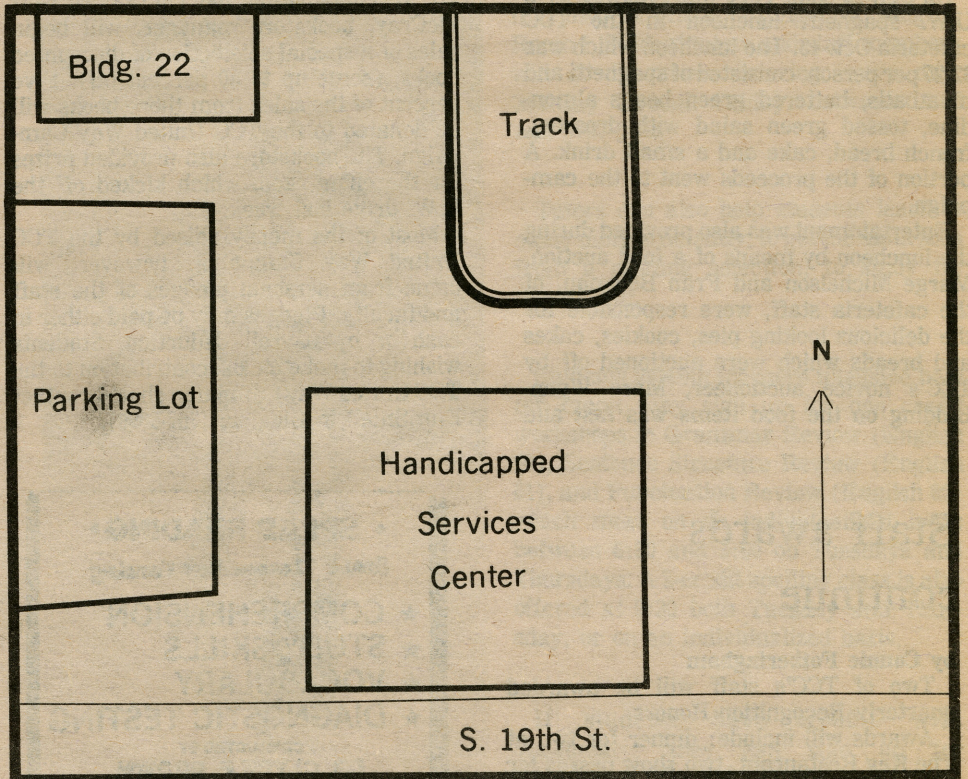 Bldg. 22
Track
N
Parking Lot
Handicapped
Services
Center
S. 19th St.